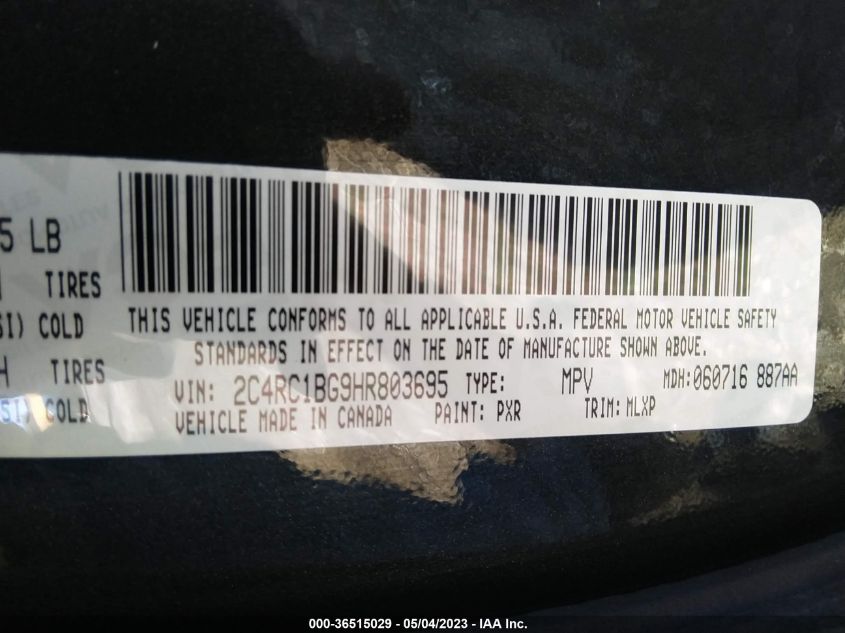 5 LB
TIRES
SI) COLD
THIS VEHICLE CONFORMS TO ALL APPLICABLE U.S.A. FEDERAL MOTOR VEHICLE SAFETY
STANDARDS IN EFFECT ON THE DATE OF MANUFACTURE SHOWN ABOVE.
H TIRES
VIN: 2C4RC1BG9HR803695 TYPE: MPV MDH:060716 887AA
SI) COLD
VEHICLE MADE IN CANADA PAINT: PXR TRIM: MLXP
000-36515029 - 05/04/2023 - IAA Inc.